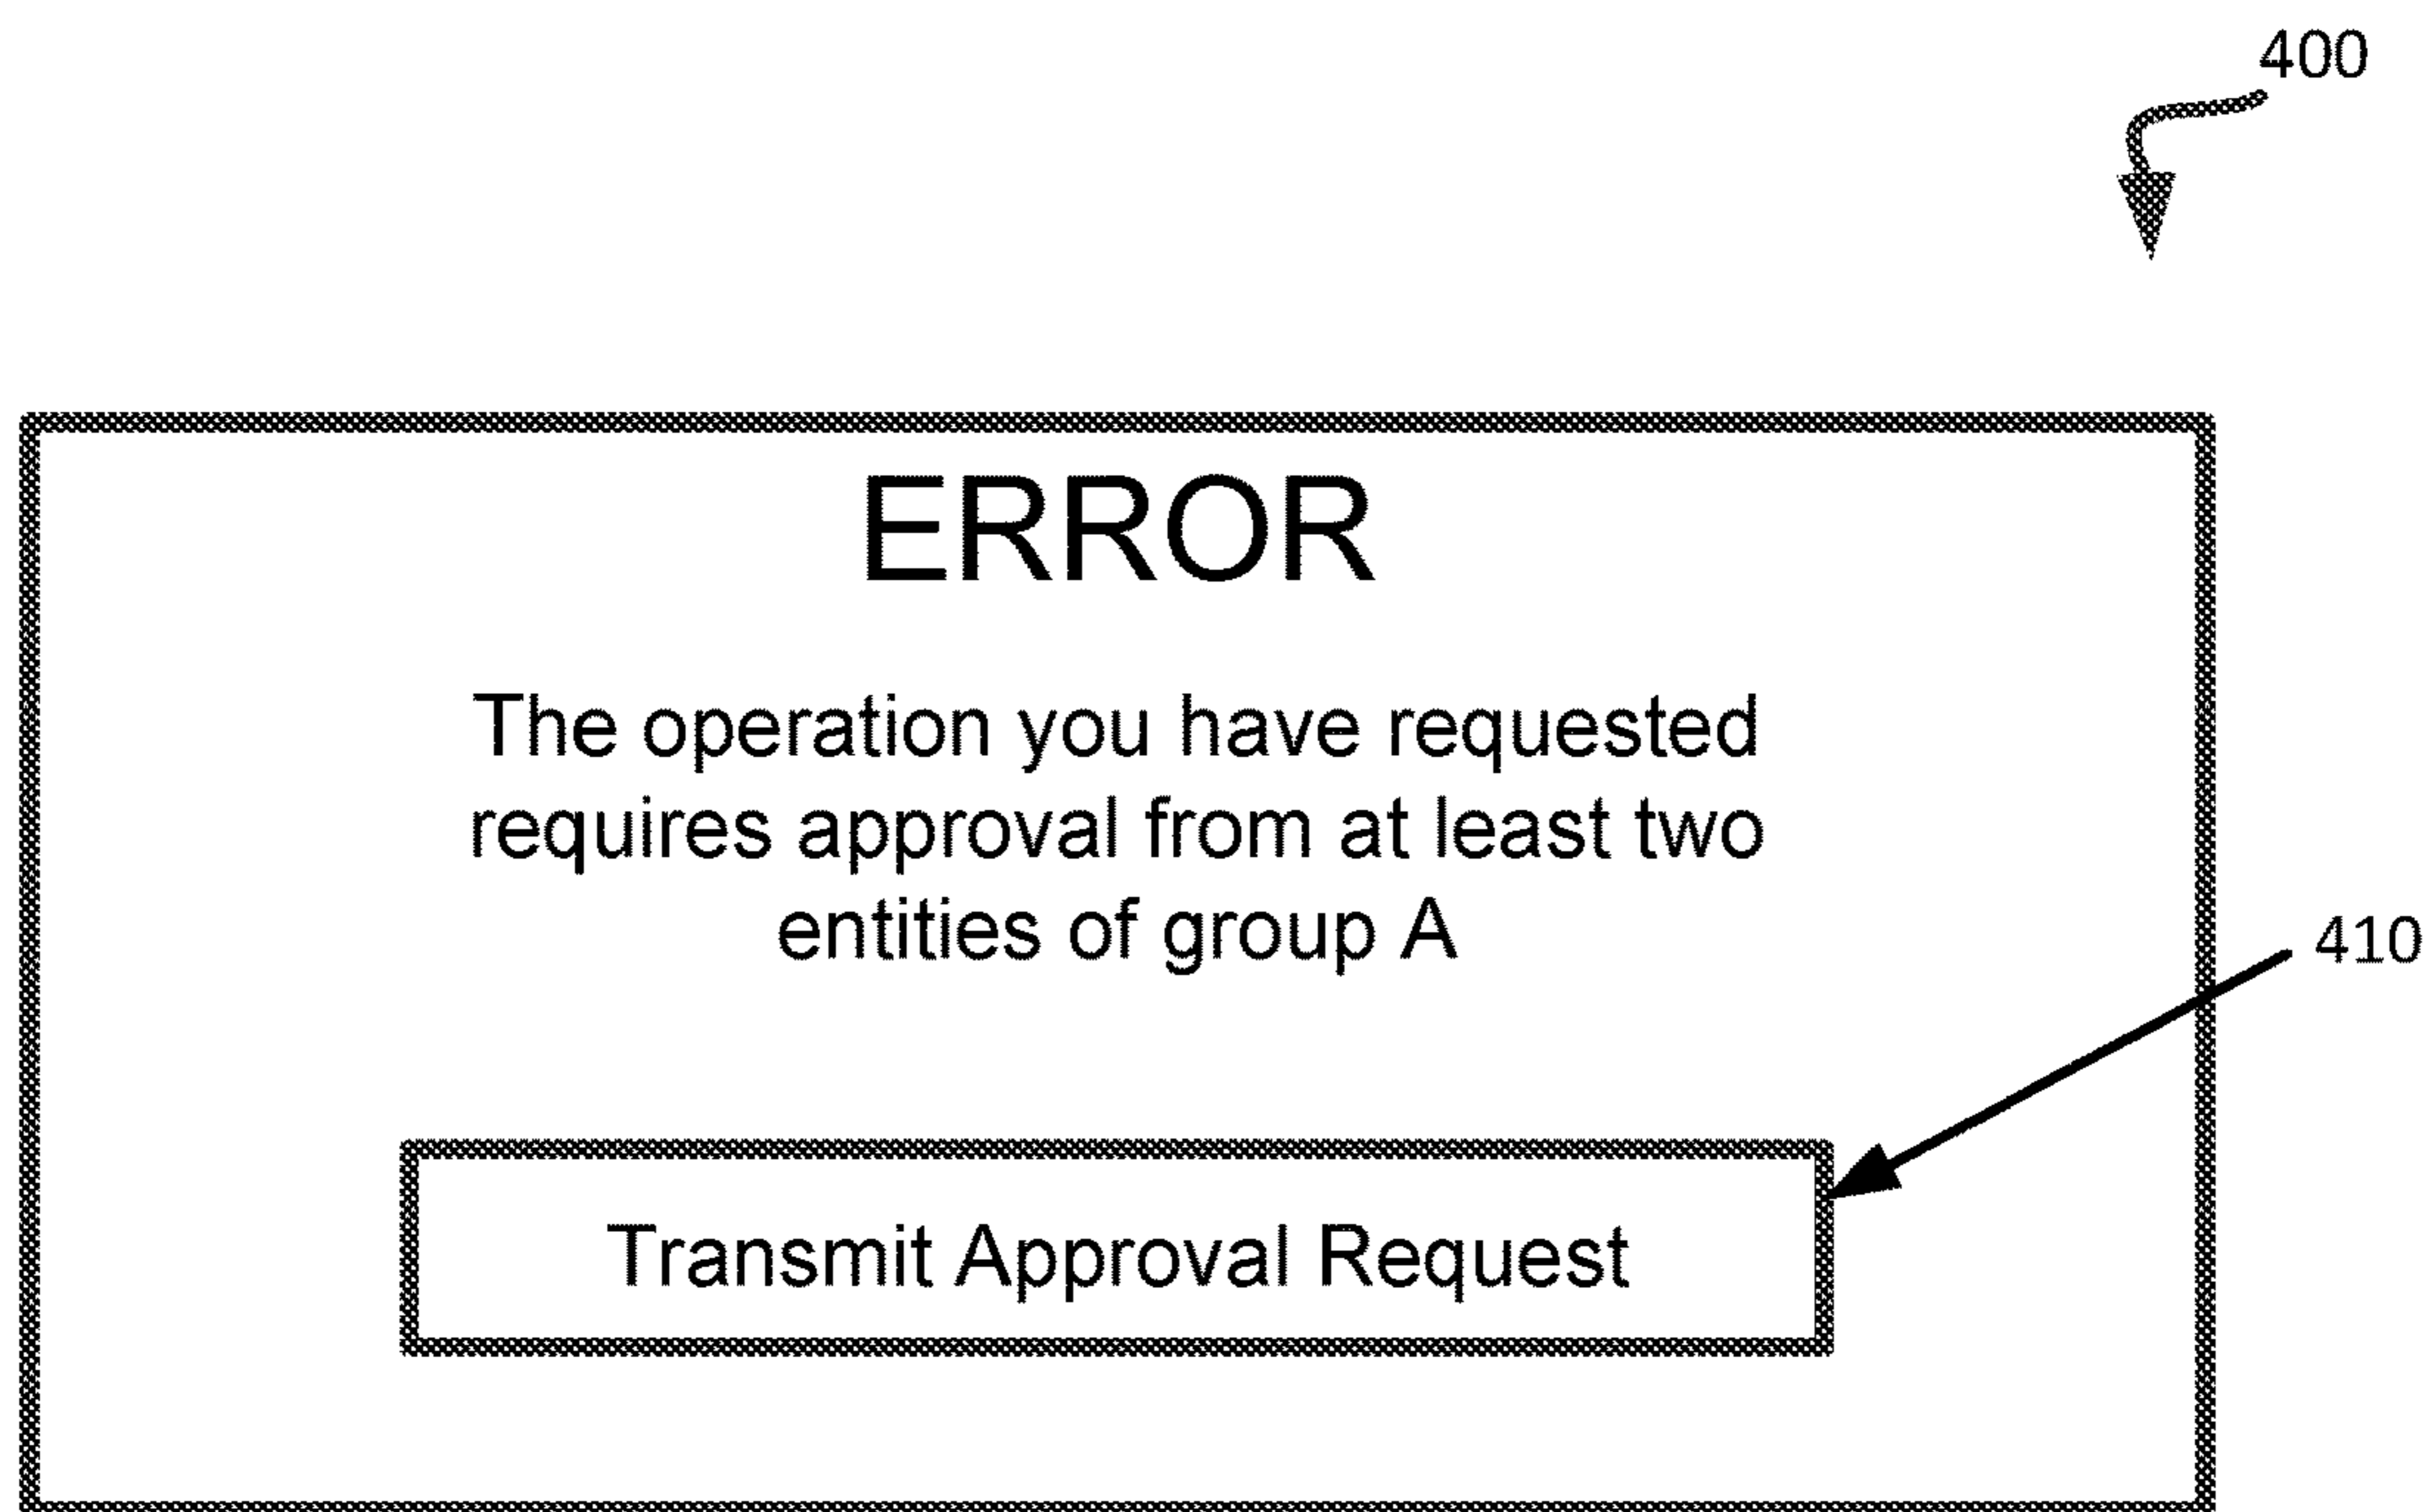 400
ERROR
The operation you have requested
requires approval from at least two
entities of group A
410
Transmit Approval Request